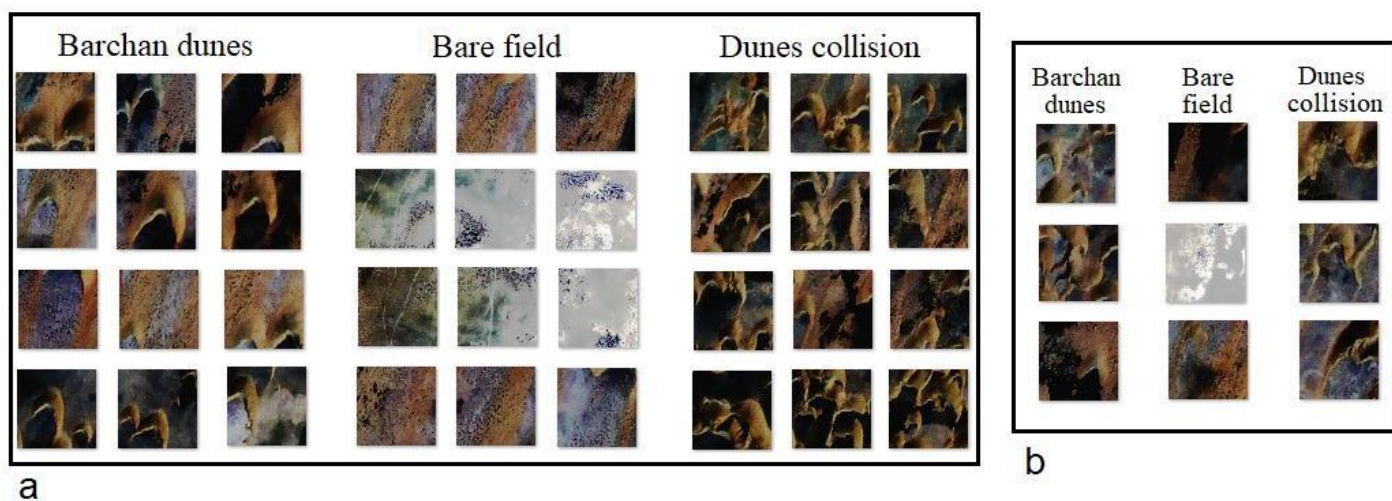 Barchan dunes
Bare field
Dunes collision
a
Barchan
dunes
Bare
field
Dunes
collision
b